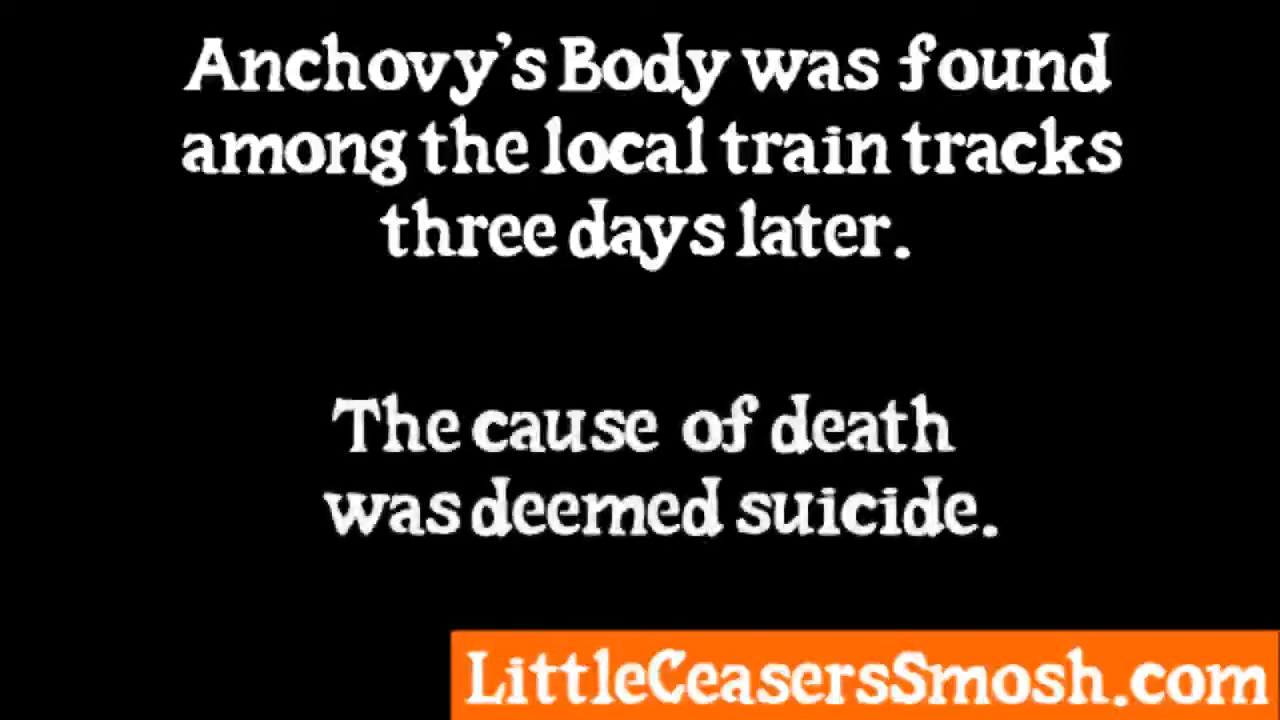 Anchovy's Body was found
among the local train tracks
three days later.
The cause of death
was deemed suicide.
LittleCeasersSmosh.com